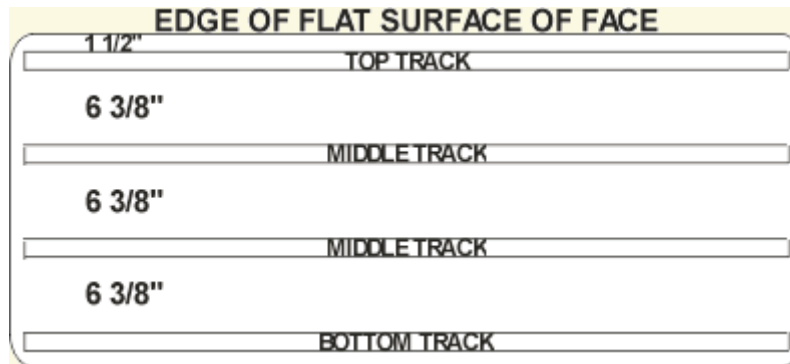 EDGE OF FLAT SURFACE OF FACE
1 1/2"
TOP TRACK
6 3/8"
MIDDLE TRACK
6 3/8"
MIDDLE TRACK
6 3/8"
BOTTOM TRACK